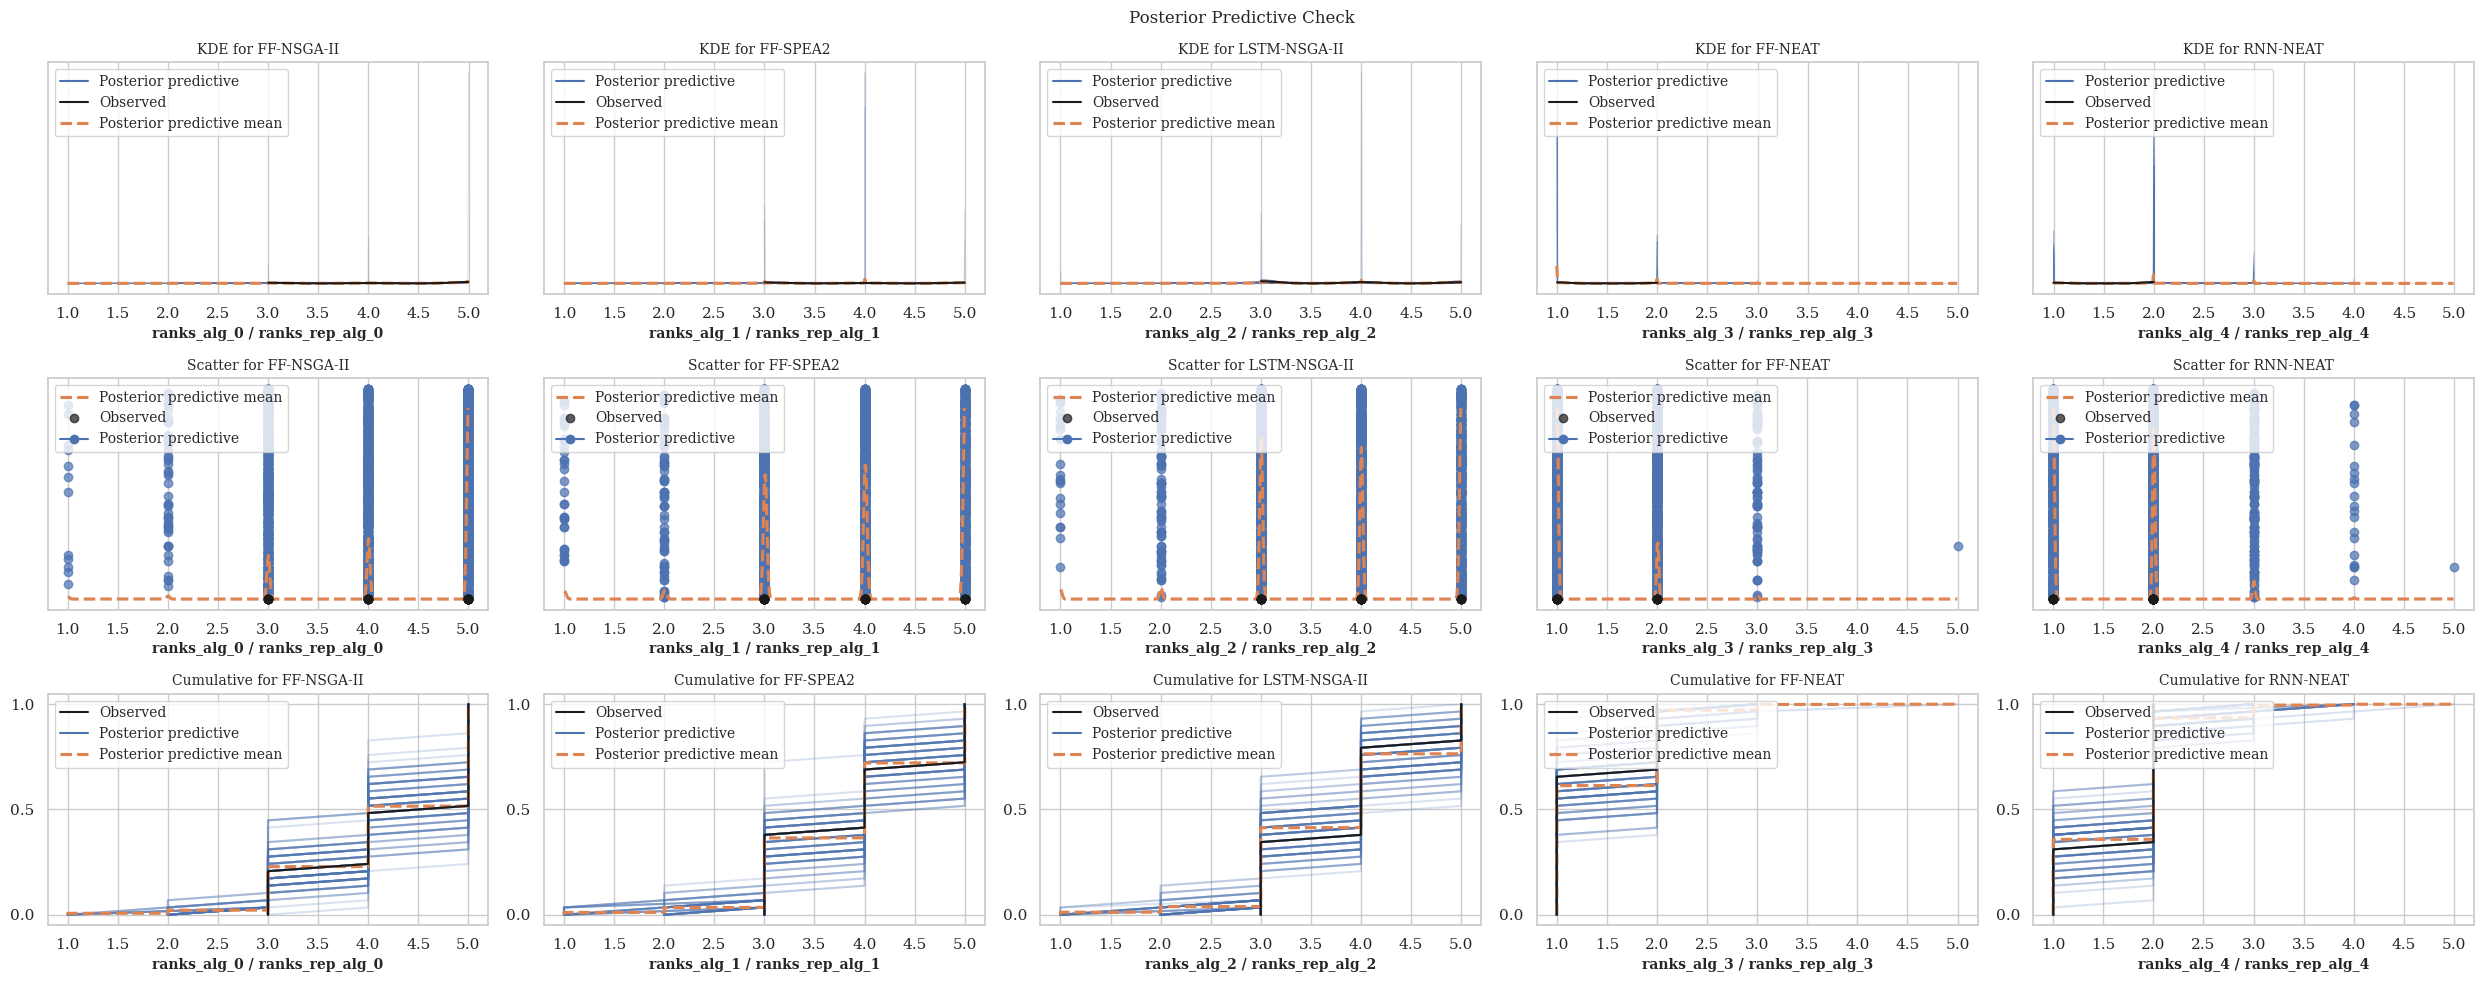 Posterior Predictive Check
KDE for FF-NSGA-II
Posterior predictive
Observed
Posterior predictive mean
1.0 1.5 2.0 2.5 3.0 3.5 4.0 4.5 5.0
ranks_alg_0 / ranks_rep_alg_0
KDE for FF-SPEA2
Posterior predictive
Observed
Posterior predictive mean
1.0 1.5 2.0 2.5 3.0 3.5 4.0 4.5 5.0
ranks_alg_1 / ranks_rep_alg_1
KDE for LSTM-NSGA-II
Posterior predictive
Observed
Posterior predictive mean
1.0 1.5 2.0 2.5 3.0 3.5 4.0 4.5 5.0
ranks_alg_2 / ranks_rep_alg_2
KDE for FF-NEAT
Posterior predictive
Observed
Posterior predictive mean
1.0 1.5 2.0 2.5 3.0 3.5 4.0 4.5 5.0
ranks_alg_3 / ranks_rep_alg_3
KDE for RNN-NEAT
Posterior predictive
Observed
Posterior predictive mean
1.0 1.5 2.0 2.5 3.0 3.5 4.0 4.5 5.0
ranks_alg_4 / ranks_rep_alg_4
Scatter for FF-NSGA-II
Posterior predictive mean
Observed
Posterior predictive
1.0 1.5 2.0 2.5 3.0 3.5 4.0 4.5 5.0
ranks_alg_0 / ranks_rep_alg_0
Scatter for FF-SPEA2
Posterior predictive mean
Observed
Posterior predictive
1.0 1.5 2.0 2.5 3.0 3.5 4.0 4.5 5.0
ranks_alg_1 / ranks_rep_alg_1
Scatter for LSTM-NSGA-II
Posterior predictive mean
Observed
Posterior predictive
1.0 1.5 2.0 2.5 3.0 3.5 4.0 4.5 5.0
ranks_alg_2 / ranks_rep_alg_2
Scatter for FF-NEAT
Posterior predictive mean
Observed
Posterior predictive
1.0 1.5 2.0 2.5 3.0 3.5 4.0 4.5 5.0
ranks_alg_3 / ranks_rep_alg_3
Scatter for RNN-NEAT
Posterior predictive mean
Observed
Posterior predictive
1.0 1.5 2.0 2.5 3.0 3.5 4.0 4.5 5.0
ranks_alg_4 / ranks_rep_alg_4
Cumulative for FF-NSGA-II
1.0
0.5
0.0
Observed
Posterior predictive
Posterior predictive mean
1.0 1.5 2.0 2.5 3.0 3.5 4.0 4.5 5.0
ranks_alg_0 / ranks_rep_alg_0
Cumulative for FF-SPEA2
1.0
0.5
0.0
Observed
Posterior predictive
Posterior predictive mean
1.0 1.5 2.0 2.5 3.0 3.5 4.0 4.5 5.0
ranks_alg_1 / ranks_rep_alg_1
Cumulative for LSTM-NSGA-II
1.0
0.5
0.0
Observed
Posterior predictive
Posterior predictive mean
1.0 1.5 2.0 2.5 3.0 3.5 4.0 4.5 5.0
ranks_alg_2 / ranks_rep_alg_2
Cumulative for FF-NEAT
1.0
0.5
0.0
Observed
Posterior predictive
Posterior predictive mean
1.0 1.5 2.0 2.5 3.0 3.5 4.0 4.5 5.0
ranks_alg_3 / ranks_rep_alg_3
Cumulative for RNN-NEAT
1.0
0.5
0.0
Observed
Posterior predictive
Posterior predictive mean
1.0 1.5 2.0 2.5 3.0 3.5 4.0 4.5 5.0
ranks_alg_4 / ranks_rep_alg_4